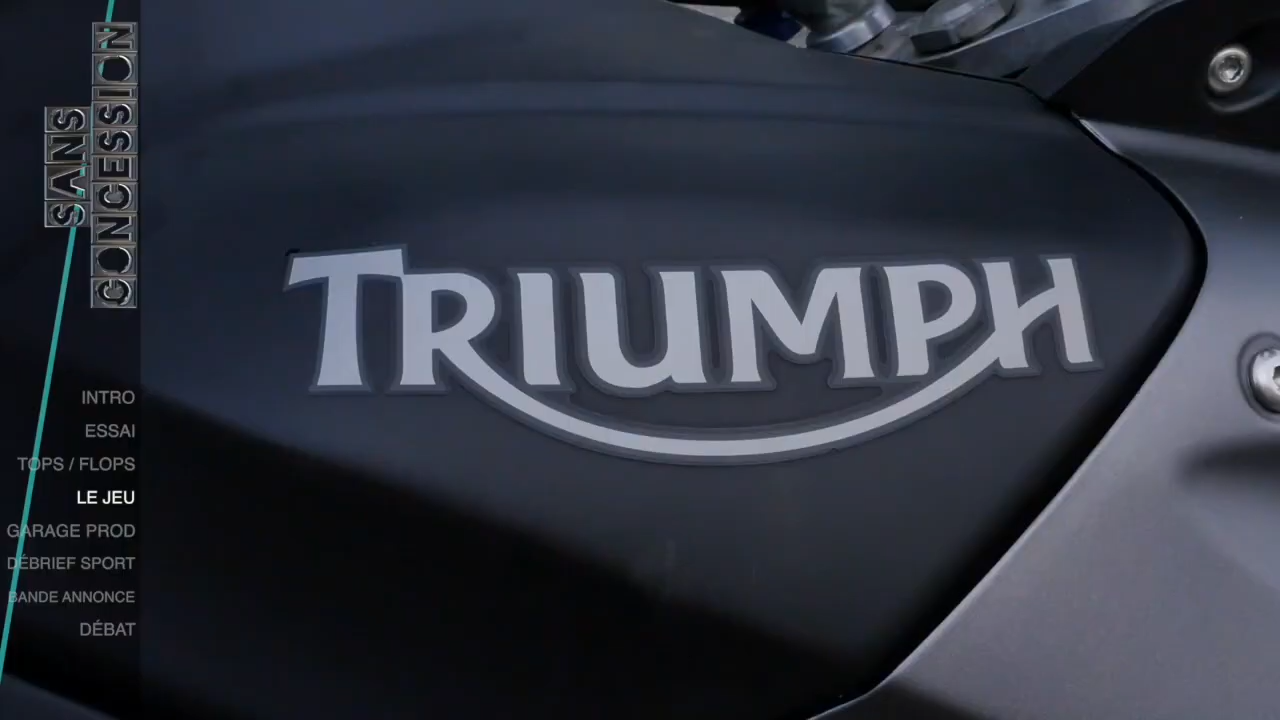 SANS
CONCESSION
TRIUMPH
INTRO
ESSAI
TOPS / FLOPS
LE JEU
GARAGE PROD
DÉBRIEF SPORT
BANDE ANNONCE
DÉBAT